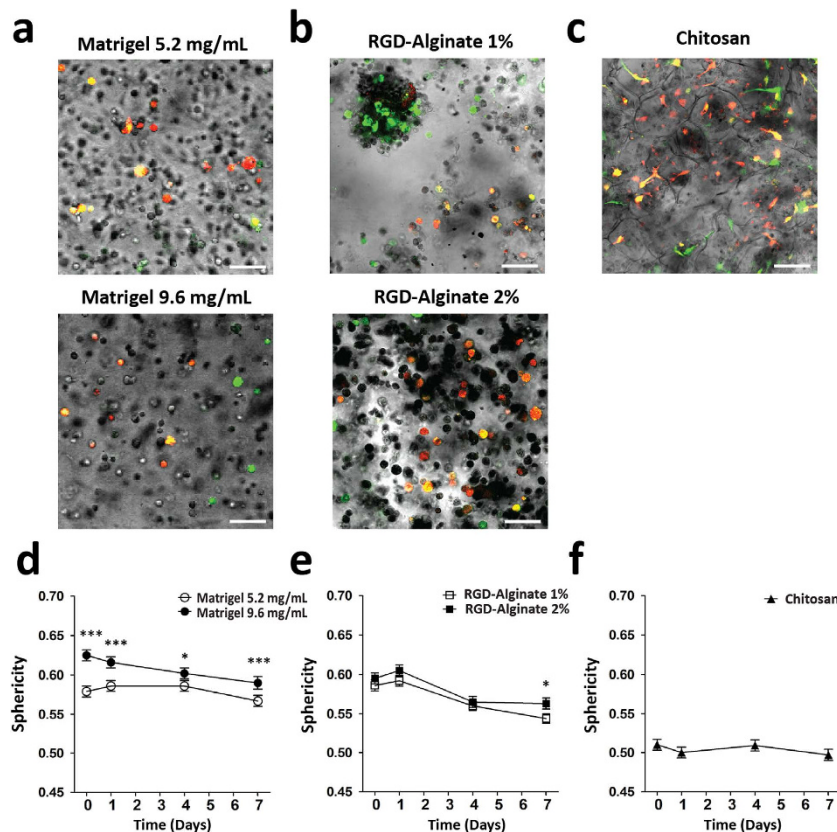 a
b
c
Matrigel 5.2 mg/mL
RGD-Alginate 1%
Chitosan
Matrigel 9.6 mg/mL
RGD-Alginate 2%
d
e
f
0.70
0.65
0.60
0.55
0.50
0.45
Sphericity
Matrigel 5.2 mg/mL
Matrigel 9.6 mg/mL
***
***
*
***
0 1 2 3 4 5 6 7
Time (Days)
0.70
0.65
0.60
0.55
0.50
0.45
Sphericity
RGD-Alginate 1%
RGD-Alginate 2%
*
0 1 2 3 4 5 6 7
Time (Days)
0.70
0.65
0.60
0.55
0.50
0.45
Sphericity
Chitosan
0 1 2 3 4 5 6 7
Time (Days)